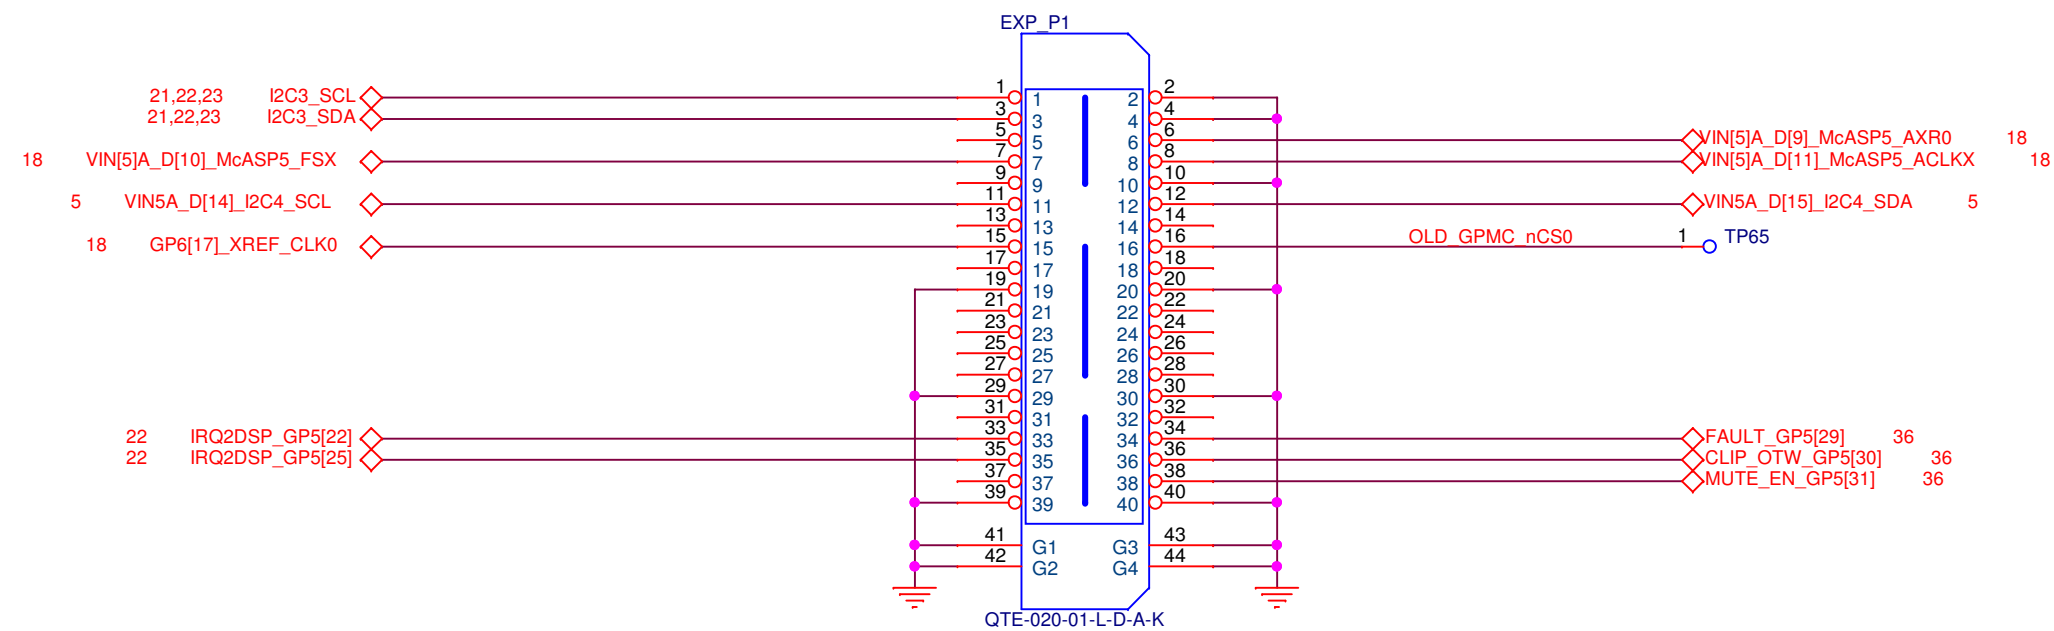 EXP_P1
1 1 2 2
21,22,23 I2C3_SCL
3 3 4 4
21,22,23 I2C3_SDA
5 5 6 6 VIN[5]A_D[9]_McASP5_AXR0 18
18 VIN[5]A_D[10]_McASP5_FSX 7 7 8 8 VIN[5]A_D[11]_McASP5_ACLKX 18
9 9 10 10
5 VIN5A_D[14]_I2C4_SCL 11 11 12 12 VIN5A_D[15]_I2C4_SDA 5
13 13 14 14
18 GP6[17]_XREF_CLK0 15 15 16 16 OLD_GPMC_nCS0 1 TP65
17 17 18 18
19 19 20 20
21 21 22 22
23 23 24 24
25 25 26 26
27 27 28 28
29 29 30 30
31 31 32 32
22 IRQ2DSP_GP5[22] 33 33 34 34 FAULT_GP5[29] 36
22 IRQ2DSP_GP5[25] 35 35 36 36 CLIP_OTW_GP5[30] 36
37 37 38 38 MUTE_EN_GP5[31] 36
39 39 40 40
41 G1 G3 43
42 G2 G4 44
QTE-020-01-L-D-A-K